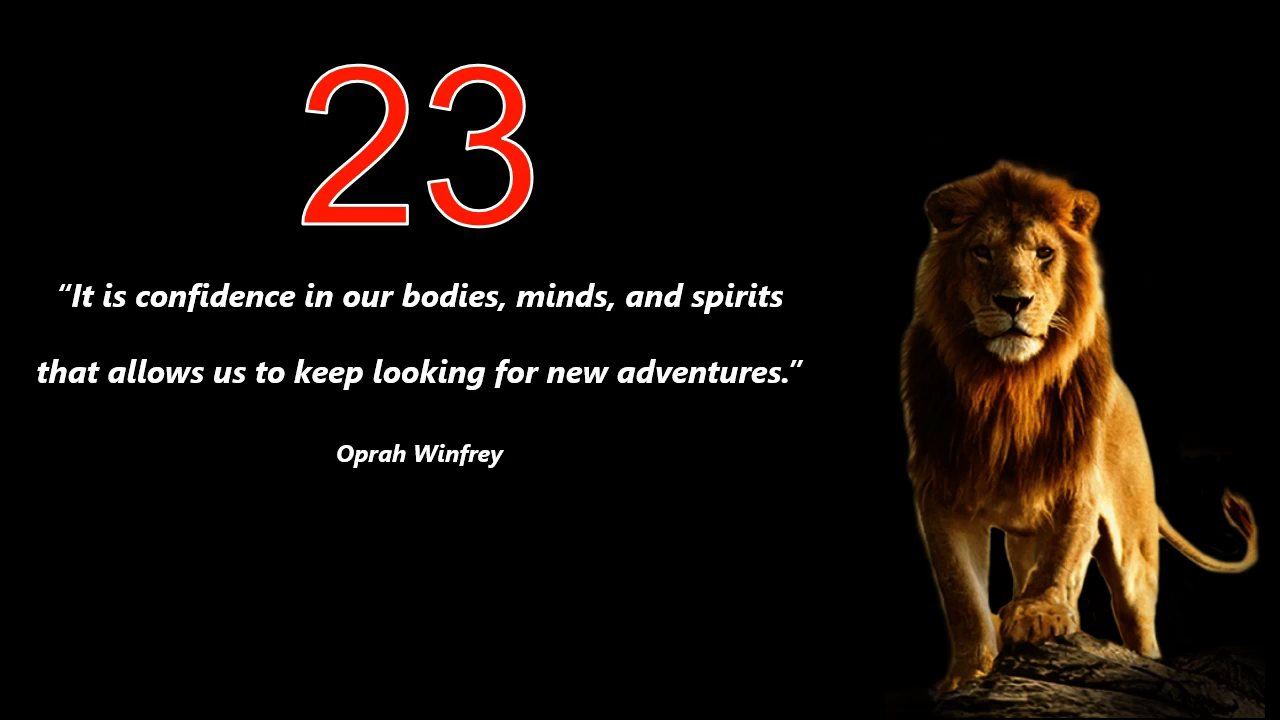 23
“It is confidence in our bodies, minds, and spirits
that allows us to keep looking for new adventures.”
Oprah Winfrey